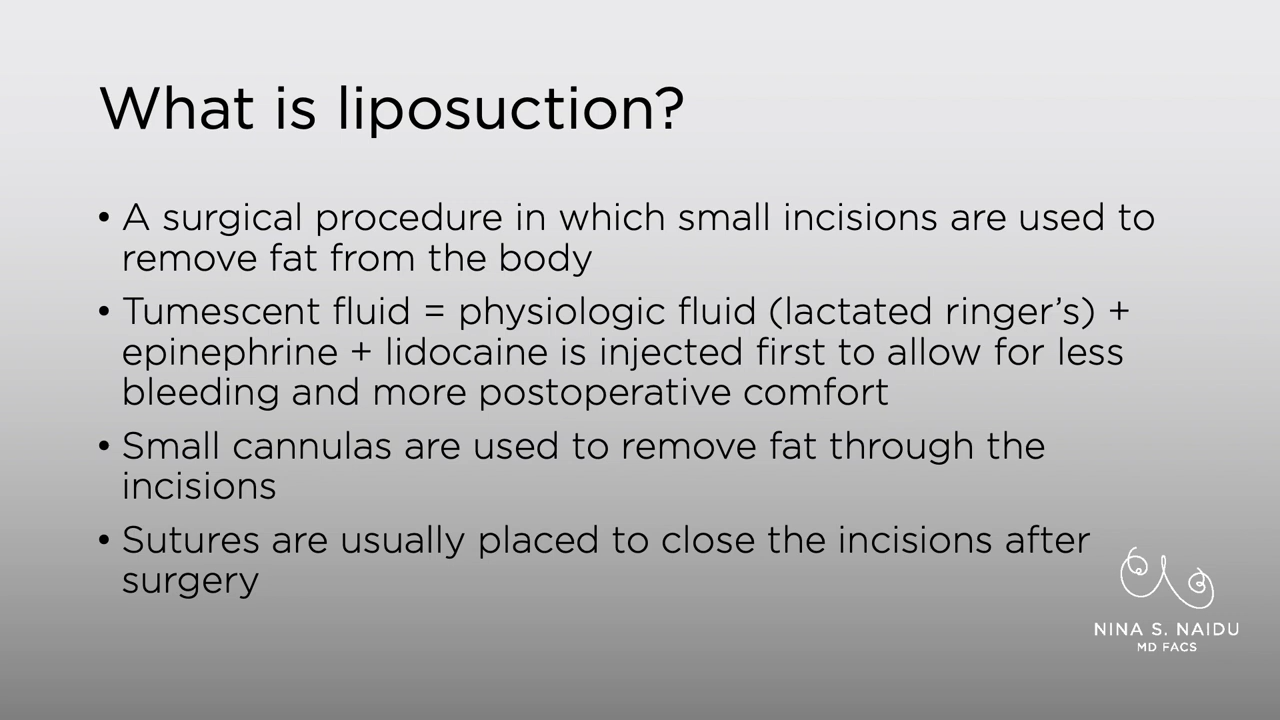 What is liposuction?
• A surgical procedure in which small incisions are used to
remove fat from the body
• Tumescent fluid = physiologic fluid (lactated ringer’s) +
epinephrine + lidocaine is injected first to allow for less
bleeding and more postoperative comfort
• Small cannulas are used to remove fat through the
incisions
• Sutures are usually placed to close the incisions after
surgery
NINA S. NAIDU
MD FACS